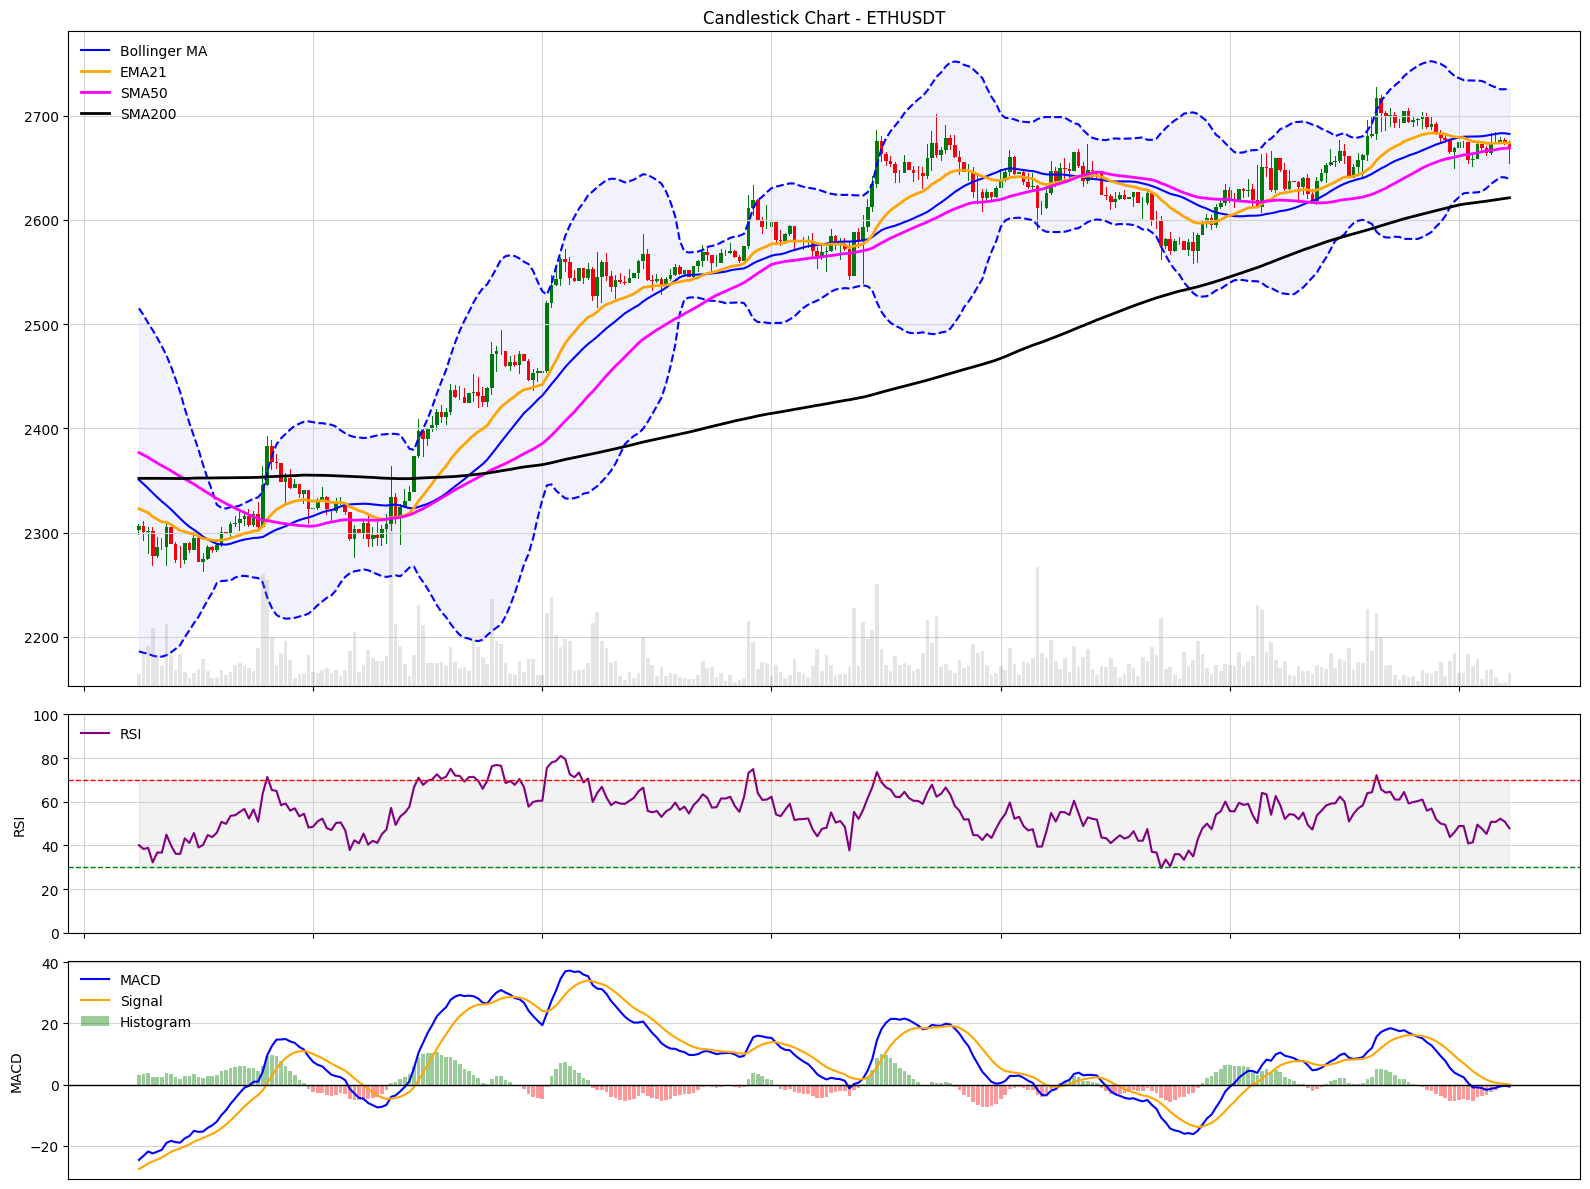 Candlestick Chart - ETHUSDT
Bollinger MA
EMA21
SMA50
SMA200
2700
2600
2500
2400
2300
2200
RSI
100
80
60
40
20
0
RSI
MACD
Signal
Histogram
40
20
0
−20
MACD